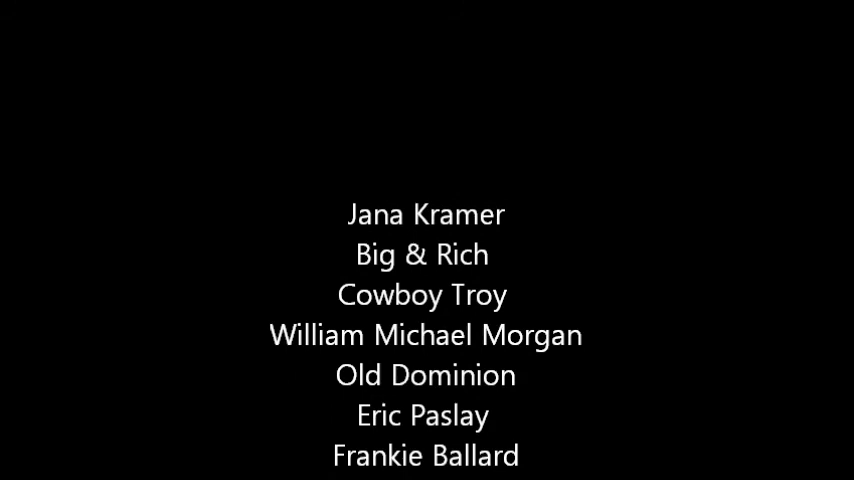 Jana Kramer
Big & Rich
Cowboy Troy
William Michael Morgan
Old Dominion
Eric Paslay
Frankie Ballard